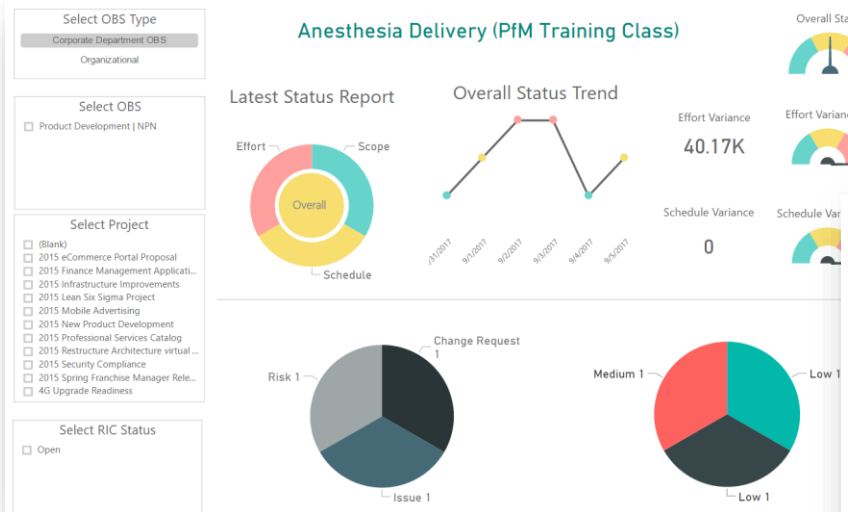 Select OBS Type
Corporate Department OBS
Organizational
Select OBS
Product Development | NPN
Select Project
(Blank)
2015 eCommerce Portal Proposal
2015 Finance Management Applicati...
2015 Infrastructure Improvements
2015 Lean Six Sigma Project
2015 Mobile Advertising
2015 New Product Development
2015 Professional Services Catalog
2015 Restructure Architecture virtual ...
2015 Security Compliance
2015 Spring Franchise Manager Rele...
4G Upgrade Readiness
Select RIC Status
Open
Anesthesia Delivery (PfM Training Class)
Latest Status Report
Effort
Scope
Overall
Schedule
Overall Status Trend
/31/2017
9/1/2017
9/2/2017
9/3/2017
9/4/2017
9/5/2017
Effort Variance
40.17K
Schedule Variance
0
Overall Sta
Effort Varianc
Schedule Var
Change Request
1
Risk 1
Issue 1
Medium 1
Low 1
Low 1